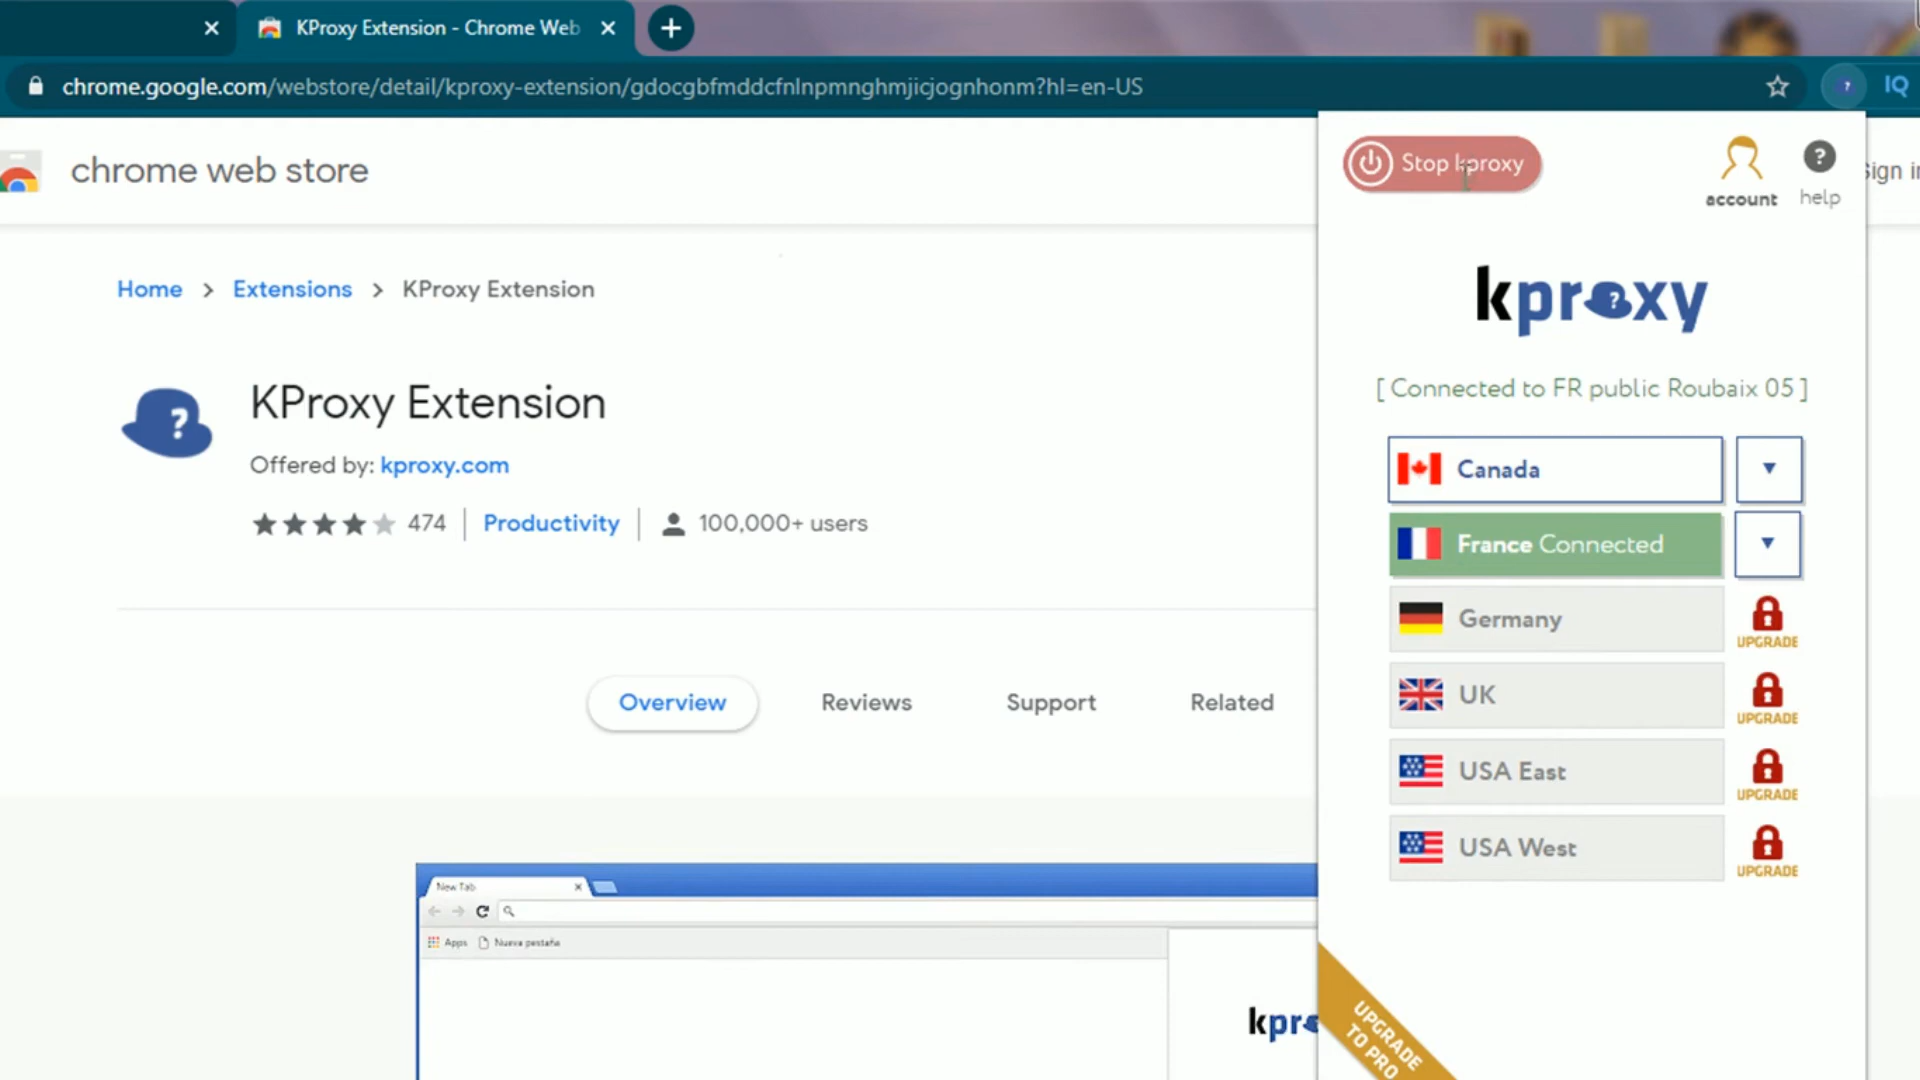 KProxy Extension - Chrome Web
chrome.google.com/webstore/detail/kproxy-extension/gdocgbfmddcfnlnpmnghmjicjognhonm?hl=en-US
IQ
chrome web store
Stop kproxy
account
help
Sign in
Home > Extensions > KProxy Extension
kproxy
[ Connected to FR public Roubaix 05 ]
KProxy Extension
Offered by: kproxy.com
474 | Productivity | 100,000+ users
Canada
France Connected
Germany
UPGRADE
UK
UPGRADE
USA East
UPGRADE
USA West
UPGRADE
Overview
Reviews
Support
Related
New Tab
Apps
Nueva pestaña
kpro
UPGRADE
TO PRO